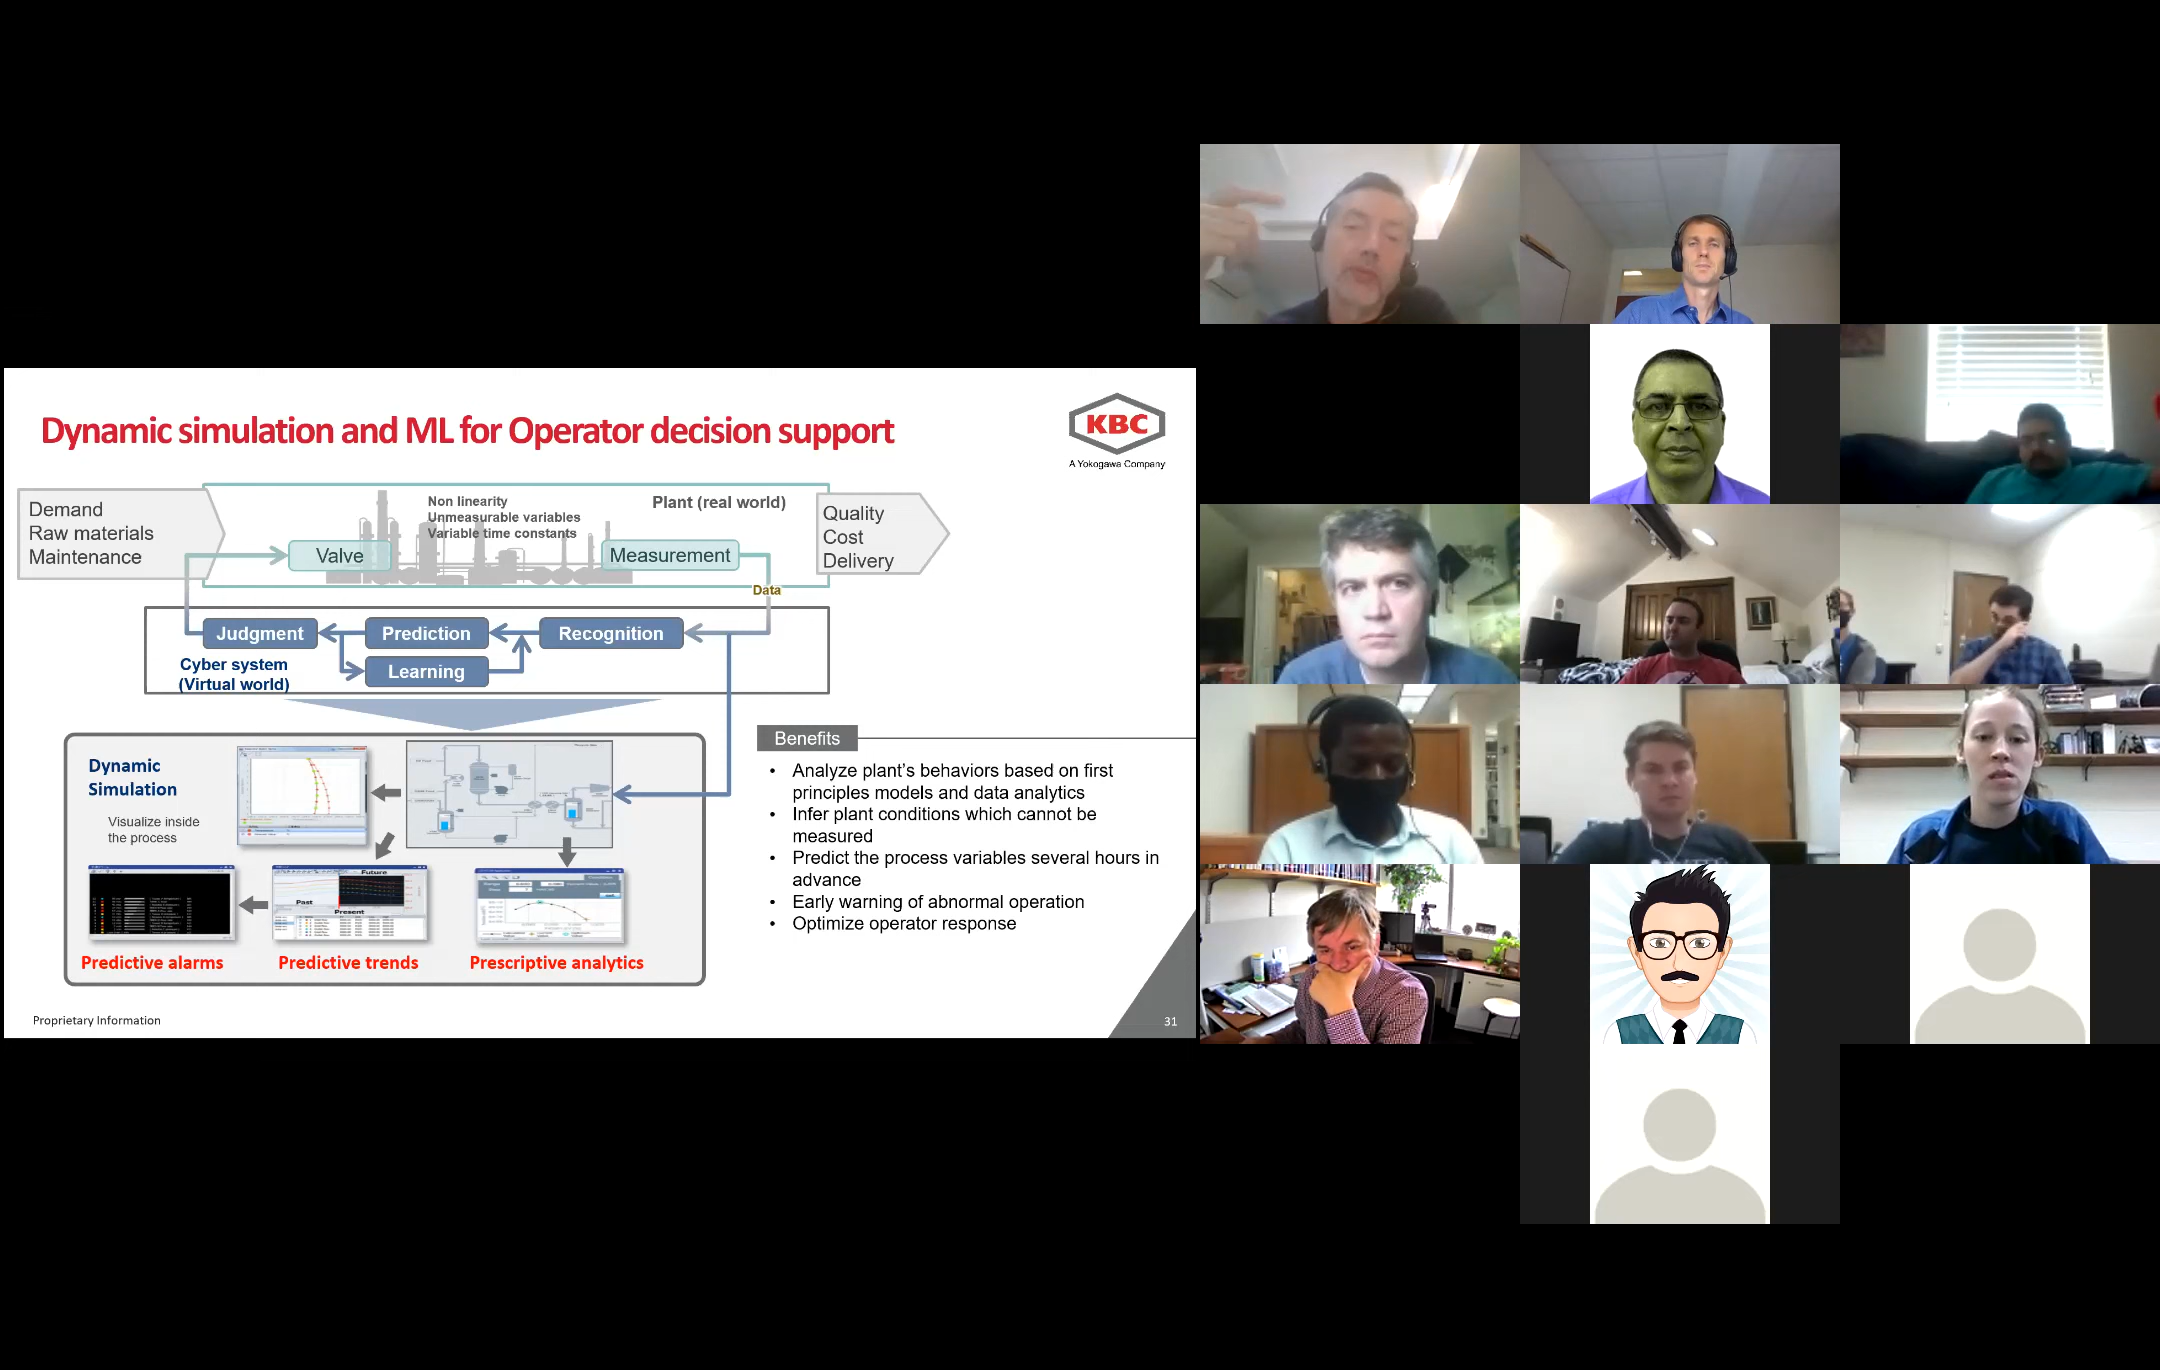 Dynamic simulation and ML for Operator decision support
KBC
A Yokogawa Company
Demand
Raw materials
Maintenance
Non linearity
Unmeasurable variables
Variable time constants
Plant (real world)
Valve
Measurement
Quality
Cost
Delivery
Data
Judgment
Prediction
Recognition
Learning
Cyber system
(Virtual world)
Dynamic
Simulation
Visualize inside
the process
Future
Past
Present
Predictive alarms
Predictive trends
Prescriptive analytics
Benefits
• Analyze plant's behaviors based on first
principles models and data analytics
• Infer plant conditions which cannot be
measured
• Predict the process variables several hours in
advance
• Early warning of abnormal operation
• Optimize operator response
Proprietary Information
31